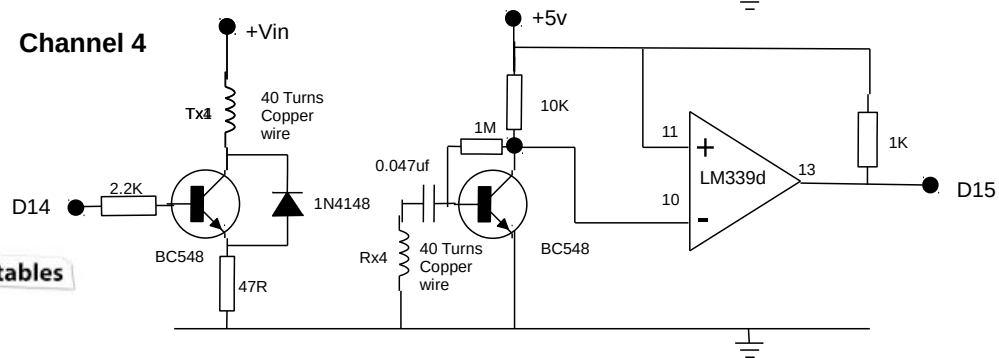 Channel 4
+Vin
40 Turns
Copper
wire
2.2K
D14
1N4148
BC548
47R
tables
+5v
10K
1M
0.047uf
Rx4
40 Turns
Copper
wire
BC548
11
+
LM339d
10
-
13
1K
D15